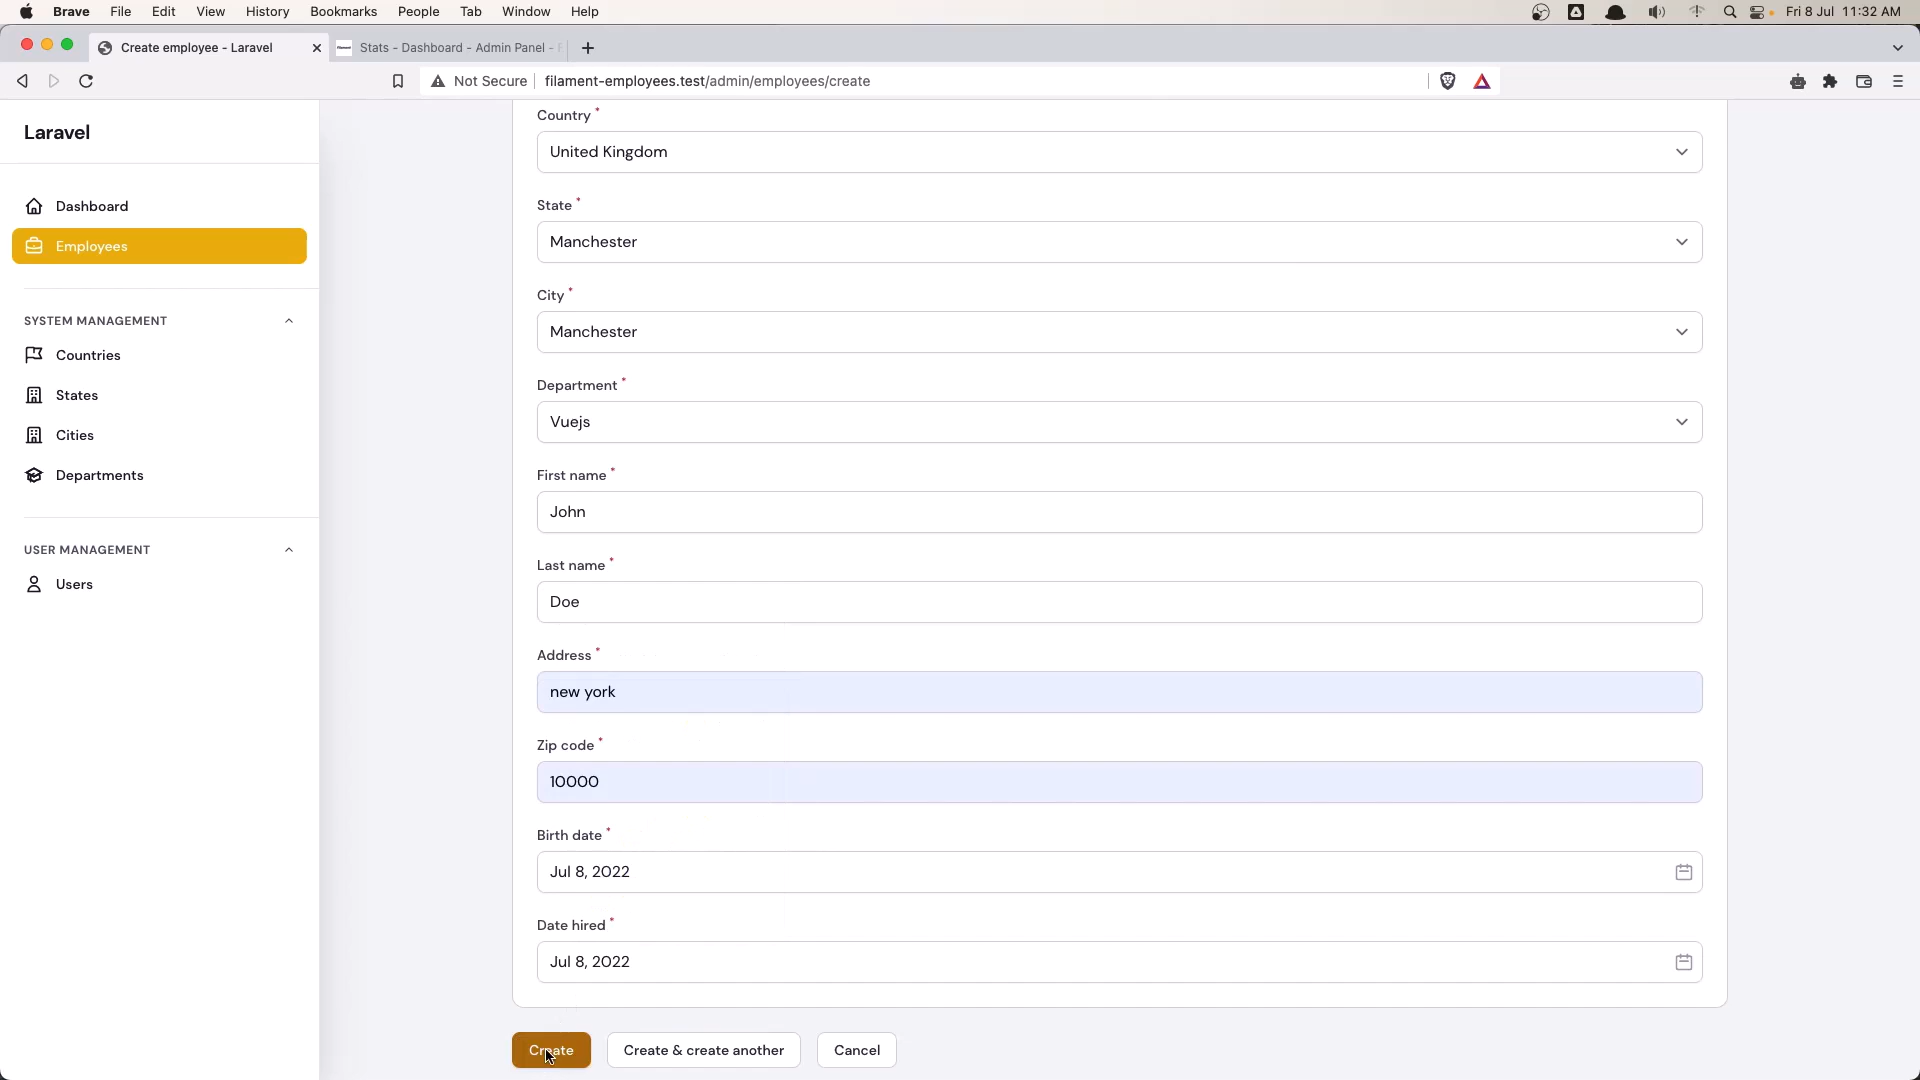 Brave File Edit View History Bookmarks People Tab Window Help Fri 8 Jul 11:32 AM
Create employee - Laravel Stats - Dashboard - Admin Panel -
Not Secure filament-employees.test/admin/employees/create
Laravel
Dashboard
Employees
SYSTEM MANAGEMENT
Countries
States
Cities
Departments
USER MANAGEMENT
Users
Country *
United Kingdom
State *
Manchester
City *
Manchester
Department *
Vuejs
First name *
John
Last name *
Doe
Address *
new york
Zip code *
10000
Birth date *
Jul 8, 2022
Date hired *
Jul 8, 2022
Create Create & create another Cancel